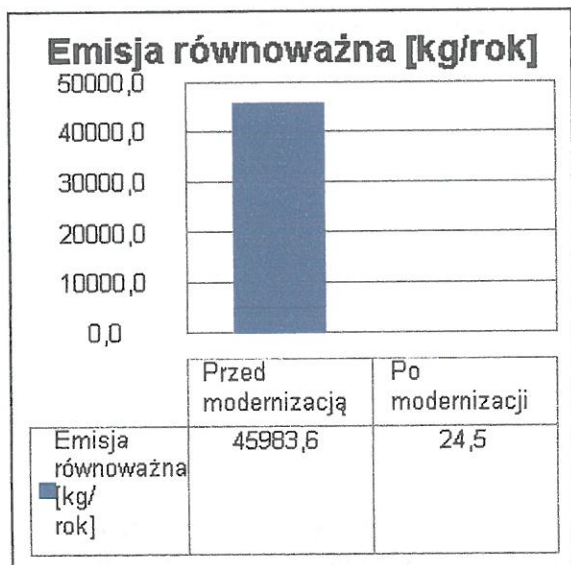 Emisja równoważna [kg/rok]
50000,0
40000,0
30000,0
20000,0
10000,0
0,0
Przed
modernizacją
Po
modernizacji
Emisja
równoważna
[kg/
rok]
45983,6
24,5